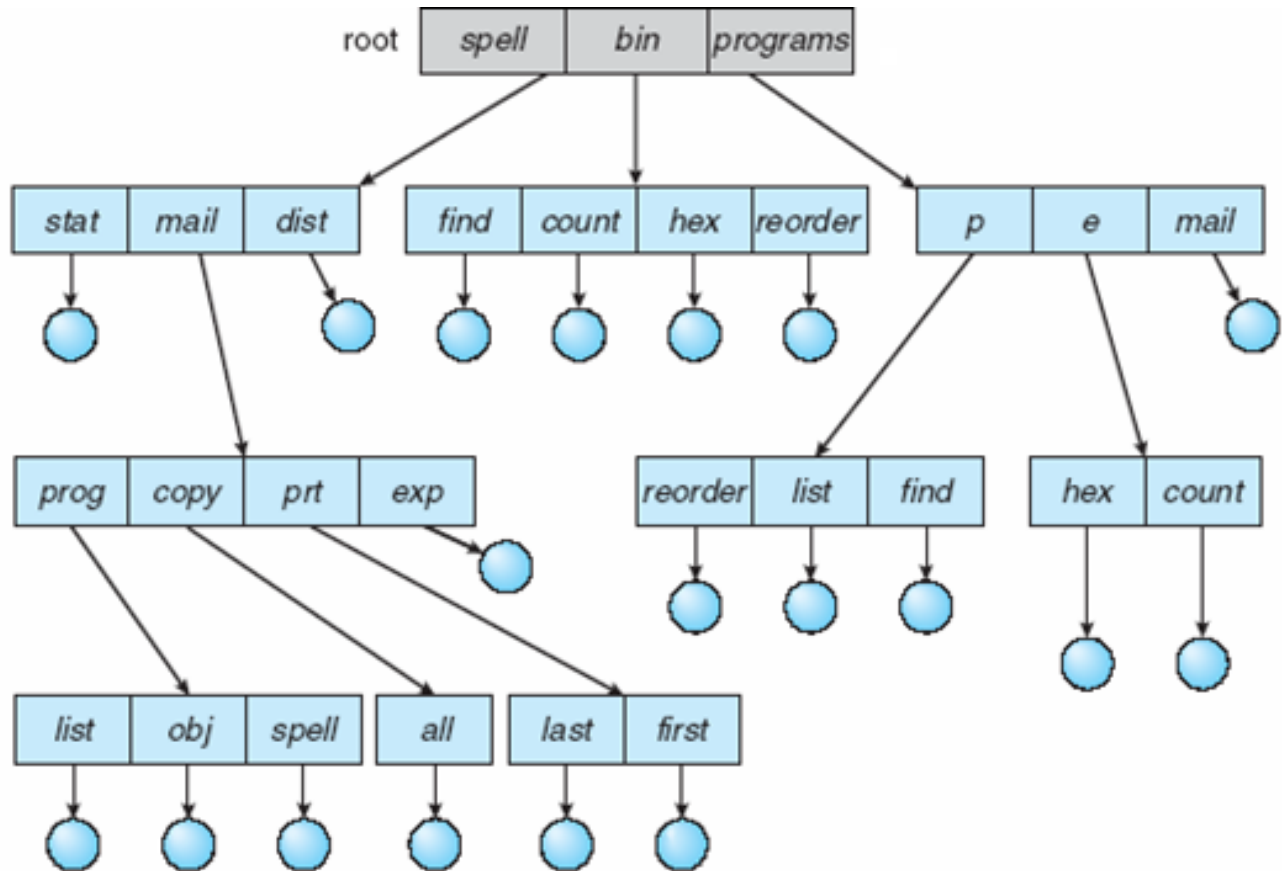 root spell bin programs
stat mail dist find count hex reorder p e mail
prog copy prt exp reorder list find hex count
list obj spell all last first